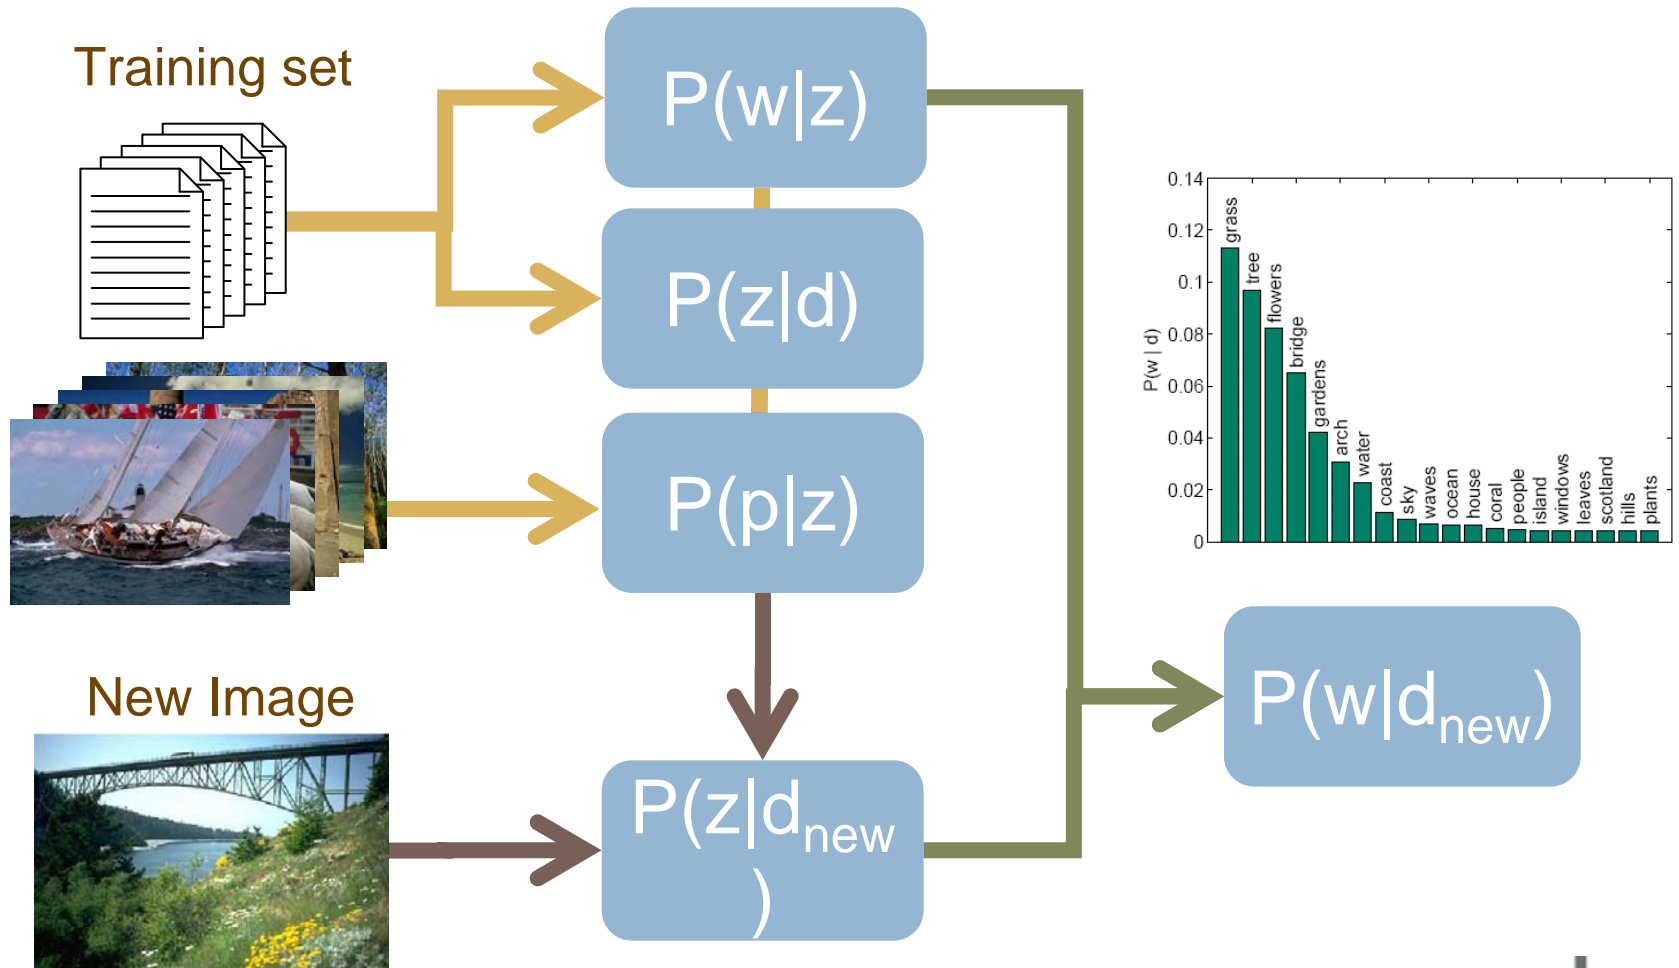 Training set
P(w|z)
P(z|d)
P(p|z)
New Image
P(z|d_new
)
P(w|d_new)
P(w | d)
0.14
0.12
0.1
0.08
0.06
0.04
0.02
0
grass
tree
flowers
bridge
gardens
arch
water
coast
sky
waves
ocean
house
coral
people
island
windows
leaves
scotland
hills
plants